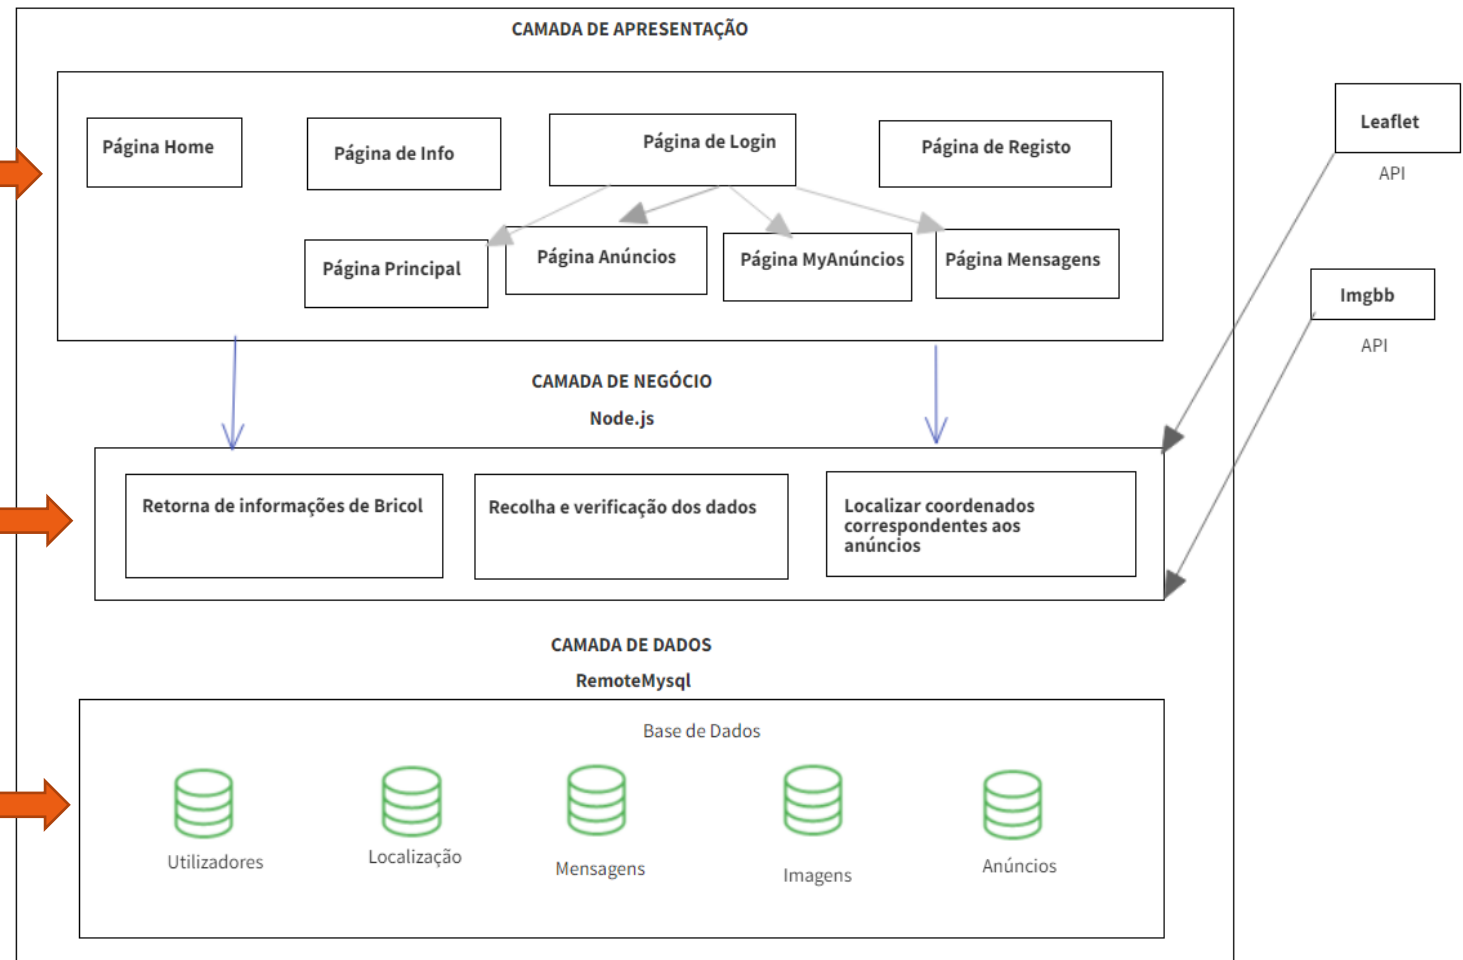 CAMADA DE APRESENTAÇÃO
Página Home
Página de Info
Página de Login
Página de Registo
Página Principal
Página Anúncios
Página MyAnúncios
Página Mensagens
Leaflet
API
Imgbb
API
CAMADA DE NEGÓCIO
Node.js
Retorna de informações de Bricol
Recolha e verificação dos dados
Localizar coordenados
correspondentes aos
anúncios
CAMADA DE DADOS
RemoteMysql
Base de Dados
Utilizadores
Localização
Mensagens
Imagens
Anúncios